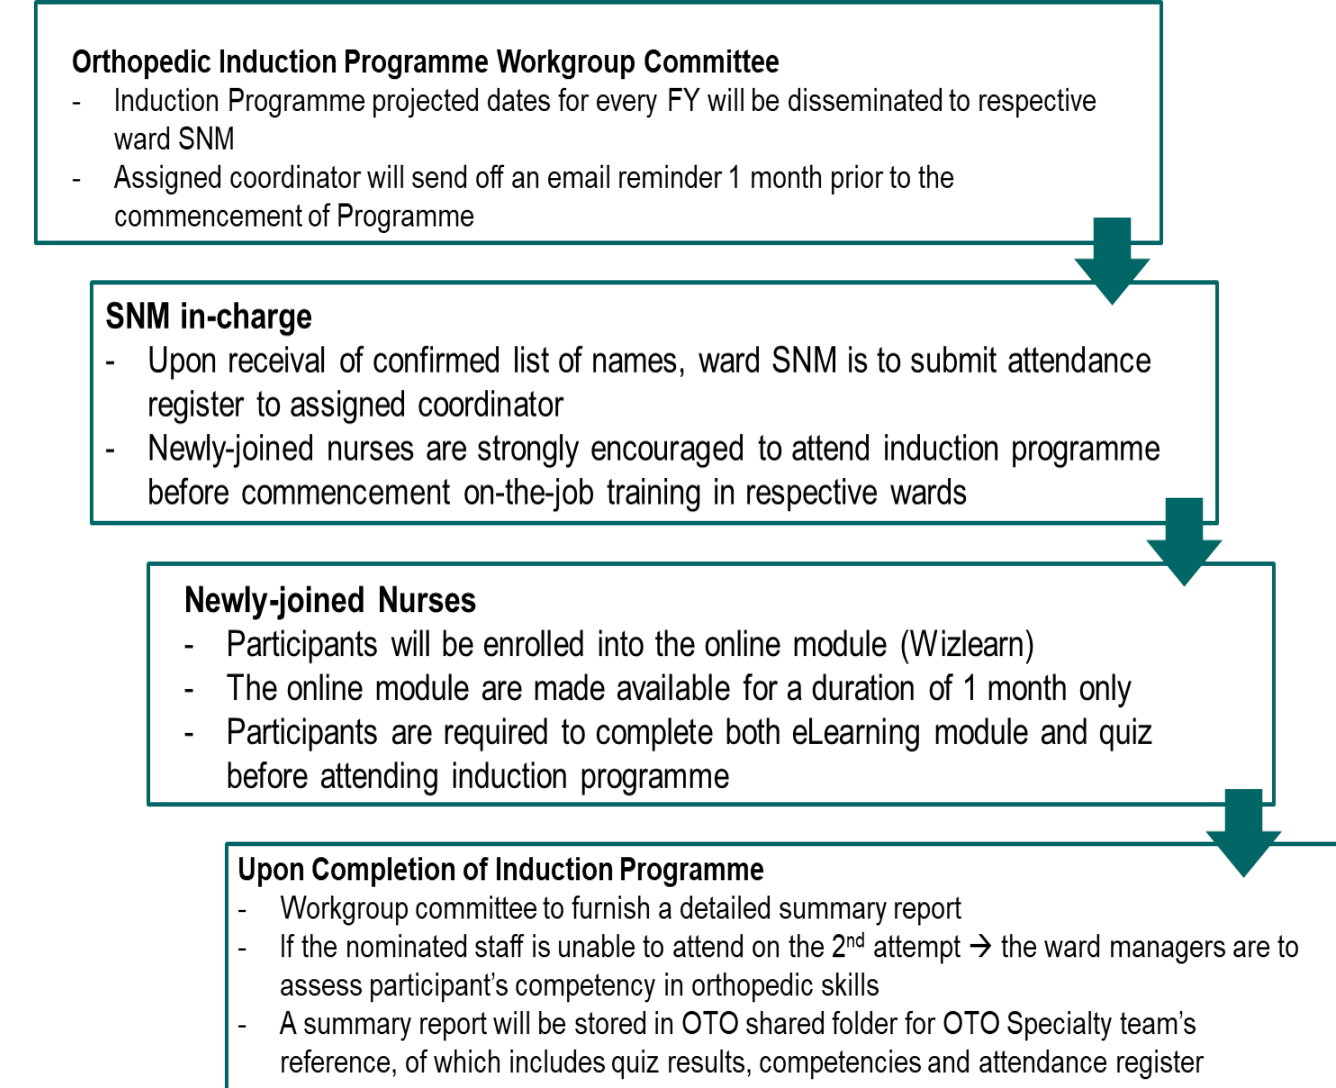 Orthopedic Induction Programme Workgroup Committee
- Induction Programme projected dates for every FY will be disseminated to respective
ward SNM
- Assigned coordinator will send off an email reminder 1 month prior to the
commencement of Programme
SNM in-charge
- Upon receival of confirmed list of names, ward SNM is to submit attendance
register to assigned coordinator
- Newly-joined nurses are strongly encouraged to attend induction programme
before commencement on-the-job training in respective wards
Newly-joined Nurses
- Participants will be enrolled into the online module (Wizlearn)
- The online module are made available for a duration of 1 month only
- Participants are required to complete both eLearning module and quiz
before attending induction programme
Upon Completion of Induction Programme
- Workgroup committee to furnish a detailed summary report
- If the nominated staff is unable to attend on the 2nd attempt → the ward managers are to
assess participant's competency in orthopedic skills
- A summary report will be stored in OTO shared folder for OTO Specialty team's
reference, of which includes quiz results, competencies and attendance register